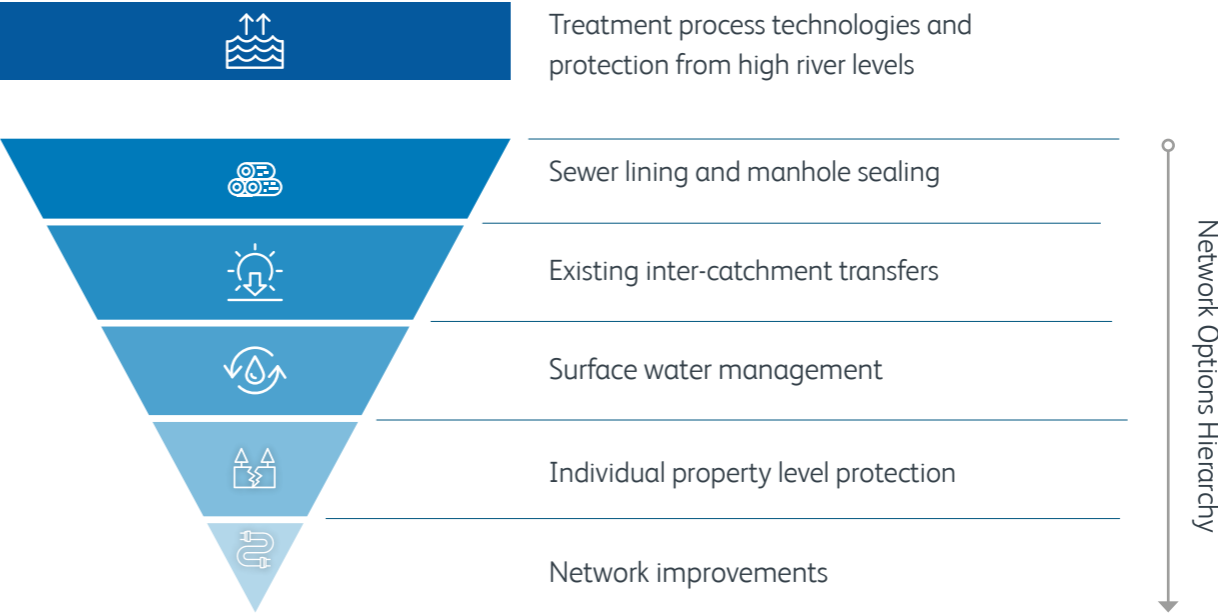 Treatment process technologies and
protection from high river levels
Sewer lining and manhole sealing
Existing inter-catchment transfers
Surface water management
Individual property level protection
Network improvements
Network Options Hierarchy